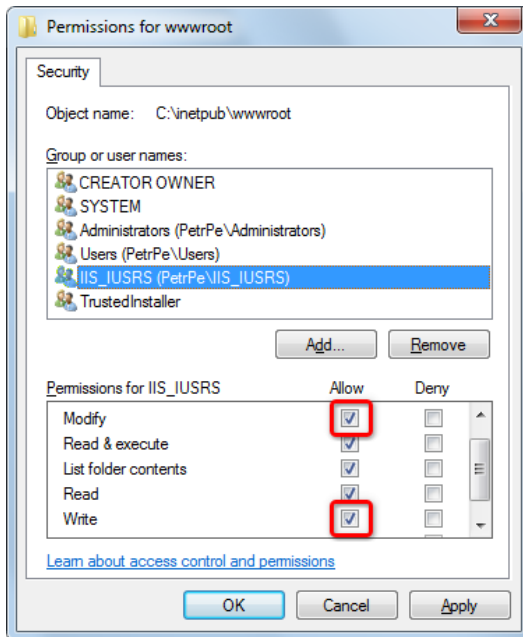 Permissions for wwwroot
Security
Object name: C:\inetpub\wwwroot
Group or user names:
CREATOR OWNER
SYSTEM
Administrators (PetrPe\Administrators)
Users (PetrPe\Users)
IIS_IUSRS (PetrPe\IIS_IUSRS)
TrustedInstaller
Add... Remove
Permissions for IIS_IUSRS Allow Deny
Modify
Read & execute
List folder contents
Read
Write
Learn about access control and permissions
OK Cancel Apply